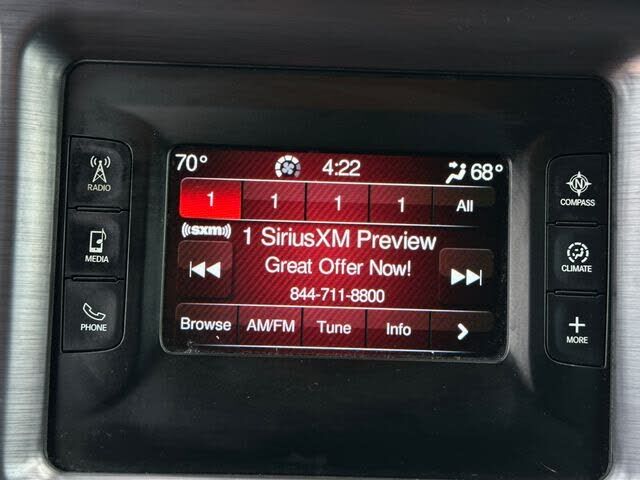 70° 4:22 68°
1 1 1 1 All
((sxm)) 1 SiriusXM Preview
Great Offer Now!
844-711-8800
Browse AM/FM Tune Info >
RADIO
MEDIA
PHONE
N
COMPASS
CLIMATE
+
MORE